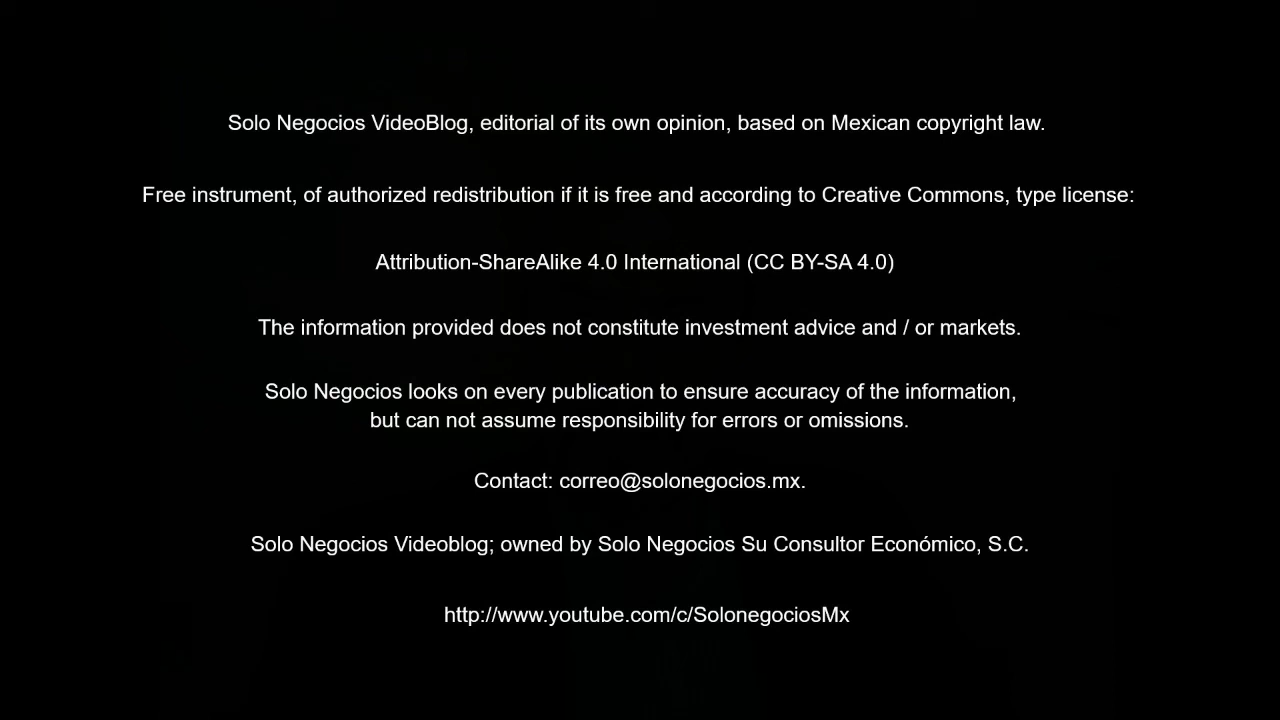 Solo Negocios VideoBlog, editorial of its own opinion, based on Mexican copyright law.
Free instrument, of authorized redistribution if it is free and according to Creative Commons, type license:
Attribution-ShareAlike 4.0 International (CC BY-SA 4.0)
The information provided does not constitute investment advice and / or markets.
Solo Negocios looks on every publication to ensure accuracy of the information,
but can not assume responsibility for errors or omissions.
Contact: correo@solonegocios.mx.
Solo Negocios Videoblog; owned by Solo Negocios Su Consultor Económico, S.C.
http://www.youtube.com/c/SolonegociosMx